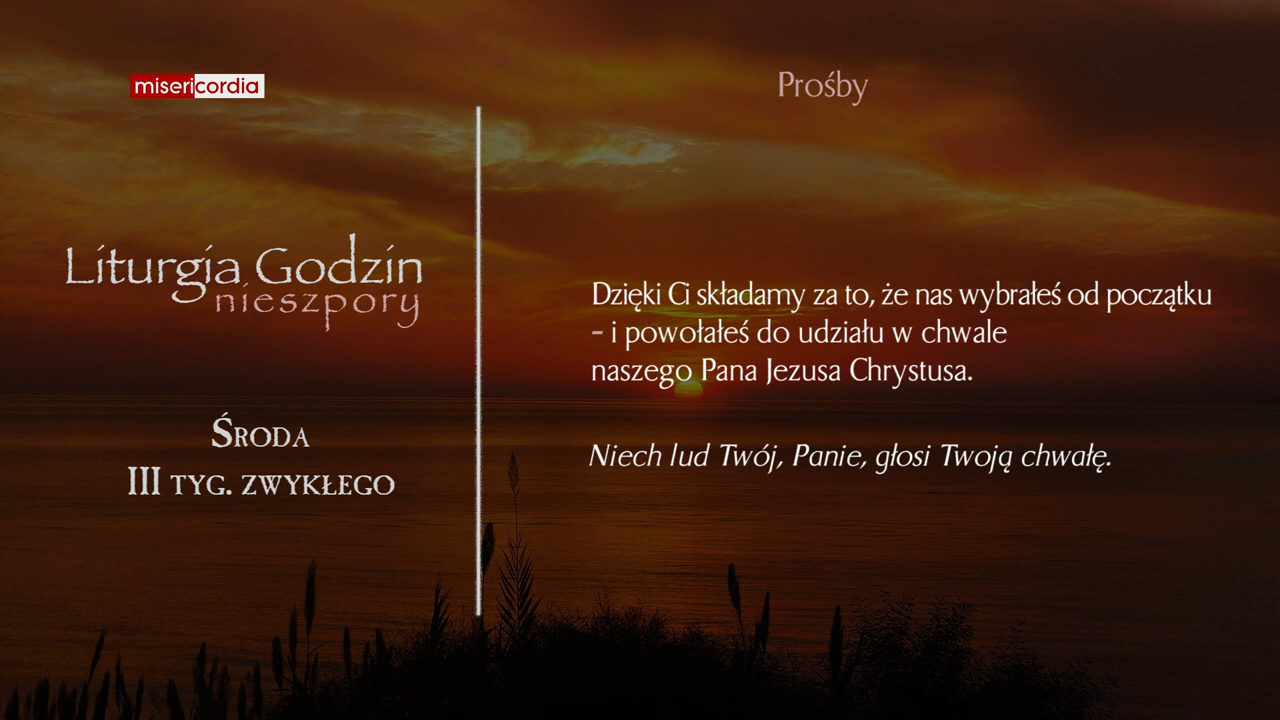 misericordia
Prośby
Liturgia Godzin
nieszpory
Środa
III tyg. zwykłego
Dzięki Ci składamy za to, że nas wybrałeś od początku
- i powołałeś do udziału w chwale
naszego Pana Jezusa Chrystusa.
Niech lud Twój, Panie, głosi Twoją chwałę.